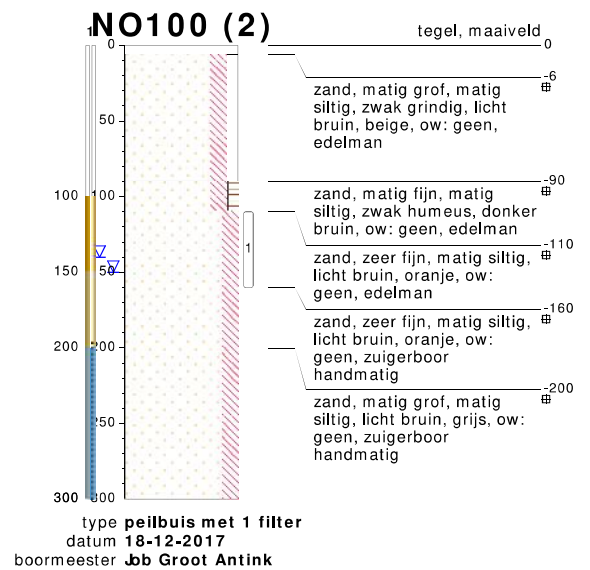 1
NO100 (2)
tegel, maaiveld
0
0
-6
zand, matig grof, matig
siltig, zwak grindig, licht
bruin, beige, ow: geen,
edelman
50
-90
100
100
zand, matig fijn, matig
siltig, zwak humeus, donker
bruin, ow: geen, edelman
-110
1
zand, zeer fijn, matig siltig,
licht bruin, oranje, ow:
geen, edelman
150
150
-160
zand, zeer fijn, matig siltig,
licht bruin, oranje, ow:
geen, zuigerboor
handmatig
200
200
-200
zand, matig grof, matig
siltig, licht bruin, grijs, ow:
geen, zuigerboor
handmatig
250
300
300
type peilbuis met 1 filter
datum 18-12-2017
boormeester Job Groot Antink